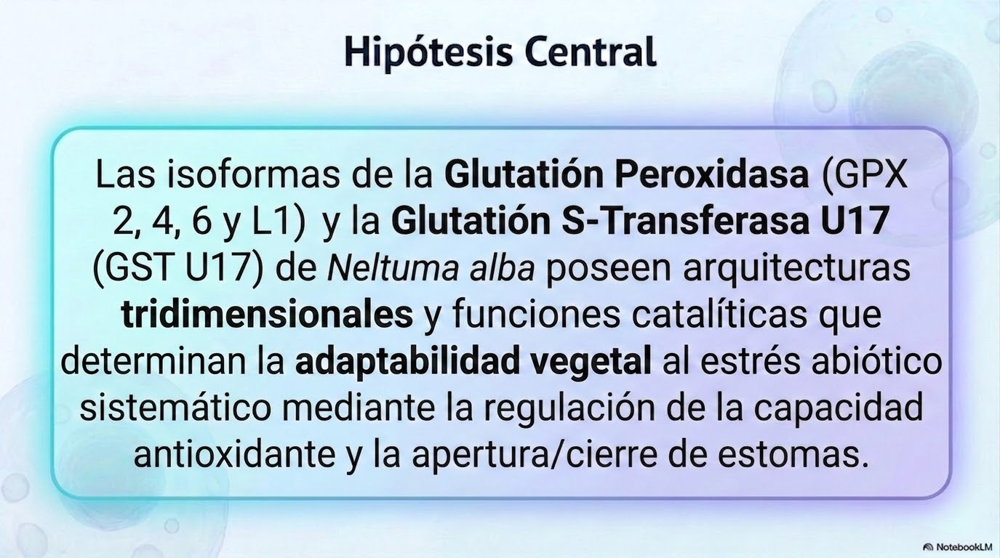 Hipótesis Central
Las isoformas de la Glutatión Peroxidasa (GPX
2, 4, 6 y L1) y la Glutatión S-Transferasa U17
(GST U17) de Neltuma alba poseen arquitecturas
tridimensionales y funciones catalíticas que
determinan la adaptabilidad vegetal al estrés abiótico
sistemático mediante la regulación de la capacidad
antioxidante y la apertura/cierre de estomas.
NotebookLM